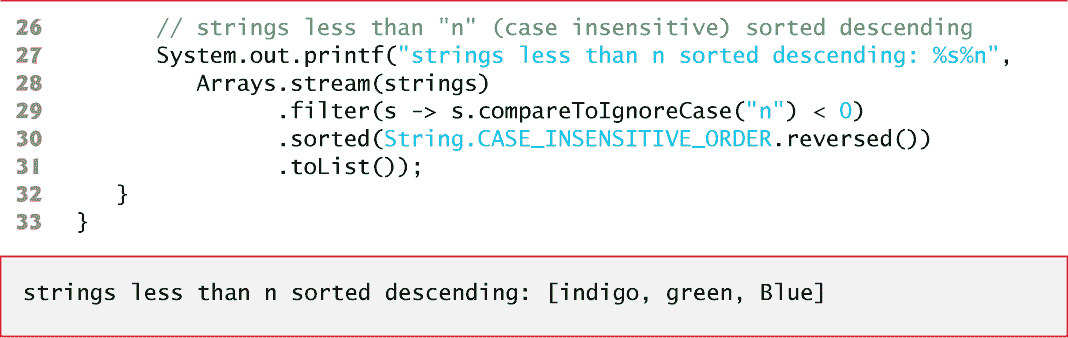 26 // strings less than "n" (case insensitive) sorted descending
27 System.out.printf("strings less than n sorted descending: %s%n",
28 Arrays.stream(strings)
29 .filter(s -> s.compareToIgnoreCase("n") < 0)
30 .sorted(String.CASE_INSENSITIVE_ORDER.reversed())
31 .toList());
32 }
33 }
strings less than n sorted descending: [indigo, green, Blue]